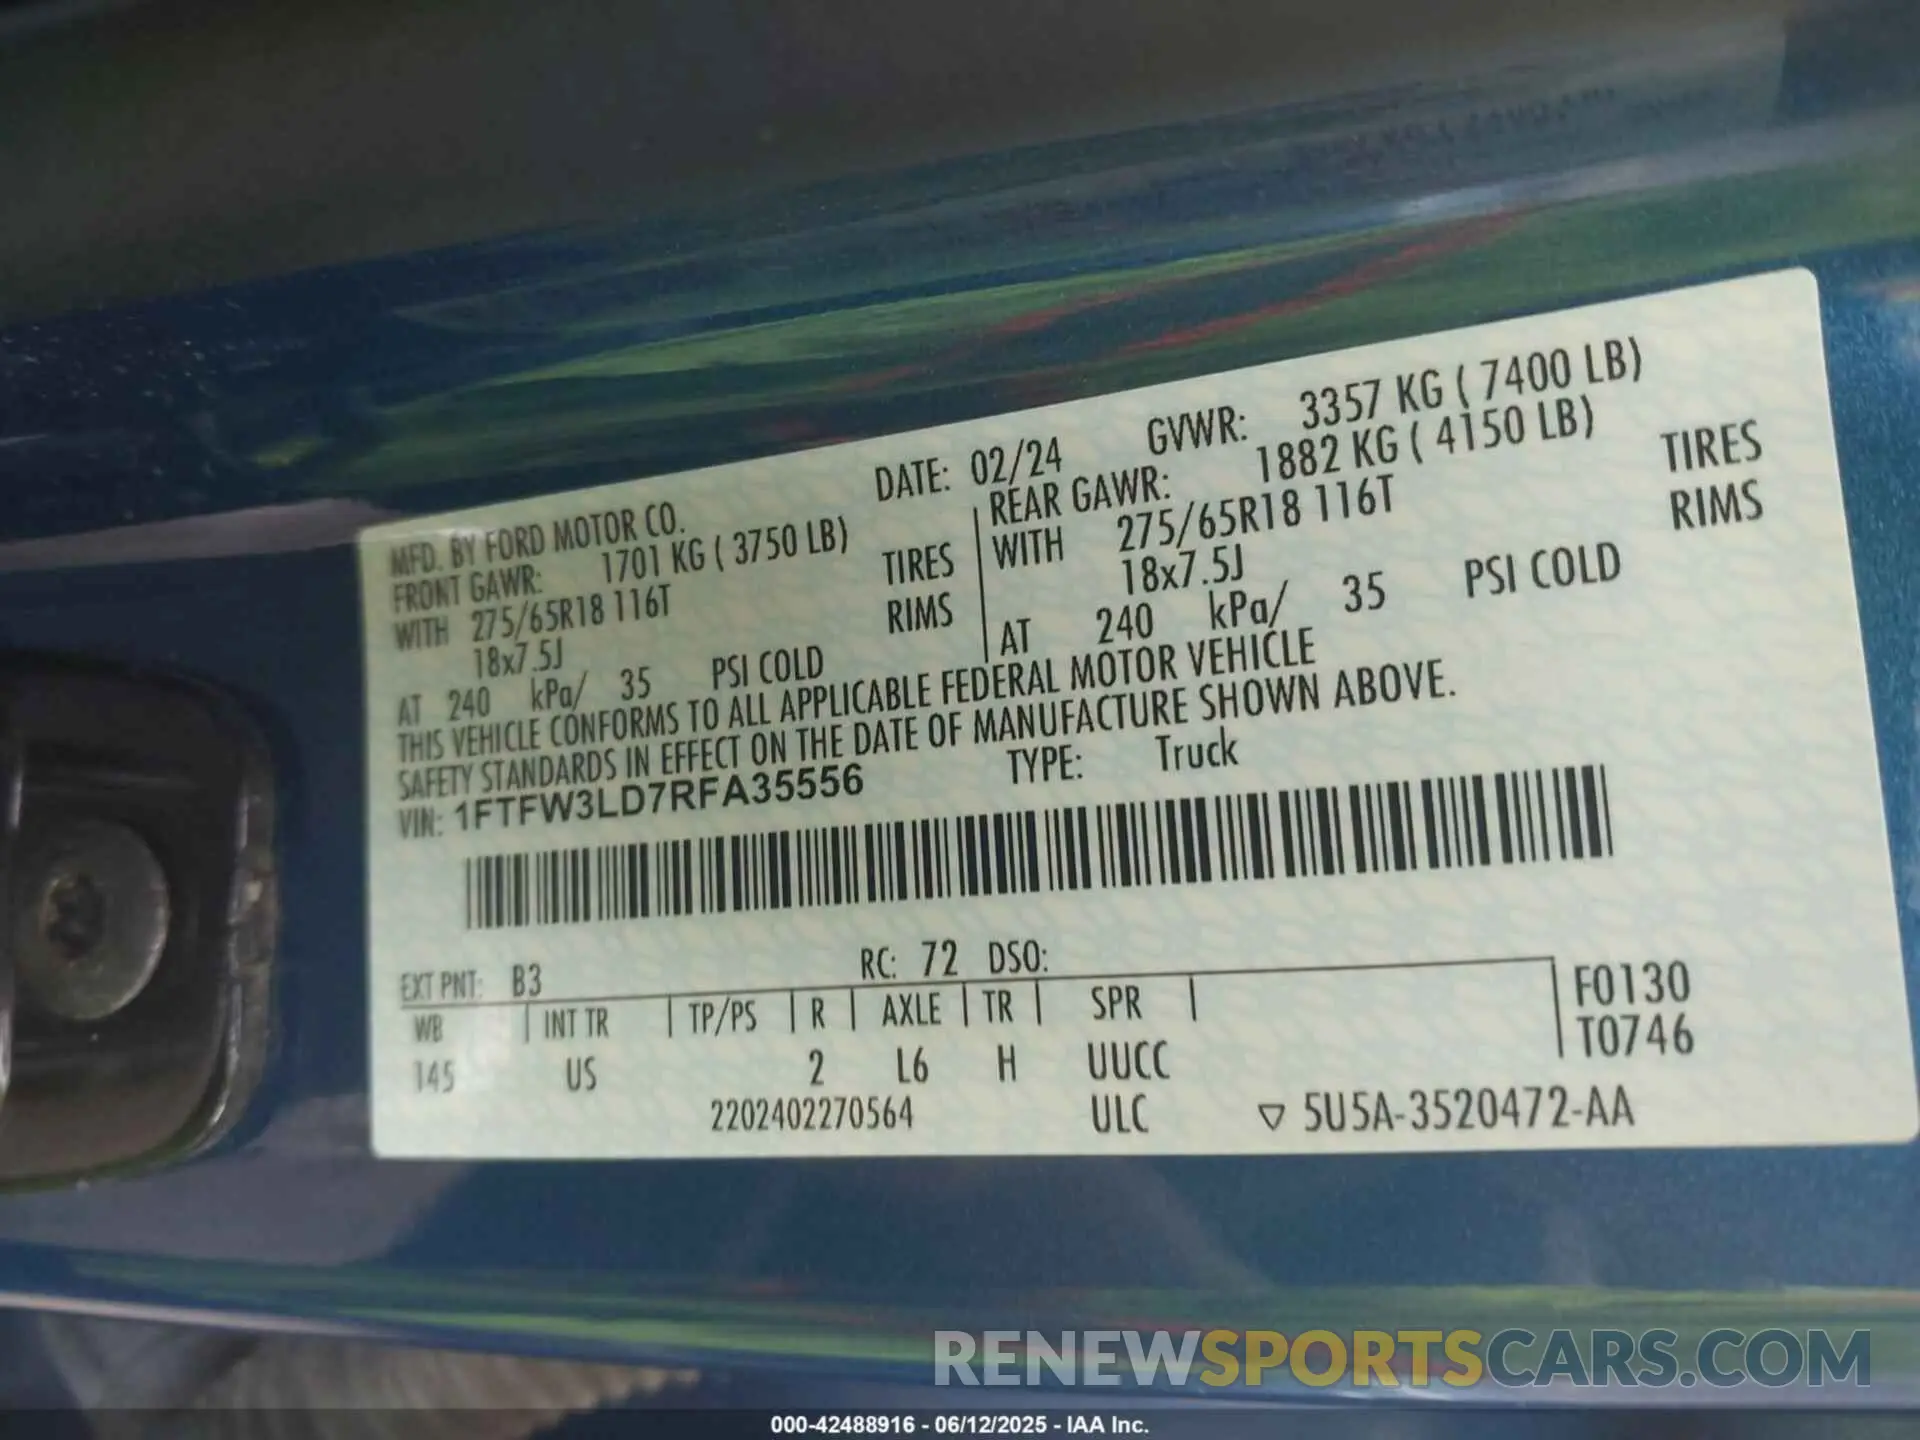 MFD. BY FORD MOTOR CO. DATE: 02/24 GVWR: 3357 KG ( 7400 LB)
FRONT GAWR: 1701 KG ( 3750 LB) REAR GAWR: 1882 KG ( 4150 LB)
WITH 275/65R18 116T TIRES WITH 275/65R18 116T TIRES
18x7.5J RIMS 18x7.5J RIMS
AT 240 kPa/ 35 PSI COLD AT 240 kPa/ 35 PSI COLD
THIS VEHICLE CONFORMS TO ALL APPLICABLE FEDERAL MOTOR VEHICLE
SAFETY STANDARDS IN EFFECT ON THE DATE OF MANUFACTURE SHOWN ABOVE.
VIN: 1FTFW3LD7RFA35556 TYPE: Truck
EXT PNT: B3 RC: 72 DSO:
WB INT TR TP/PS R AXLE TR SPR F0130
T0746
145 US 2 L6 H UUCC
2202402270564 ULC ▽ 5U5A-3520472-AA
RENEWSPORTSCARS.COM
000-42488916 - 06/12/2025 - IAA Inc.